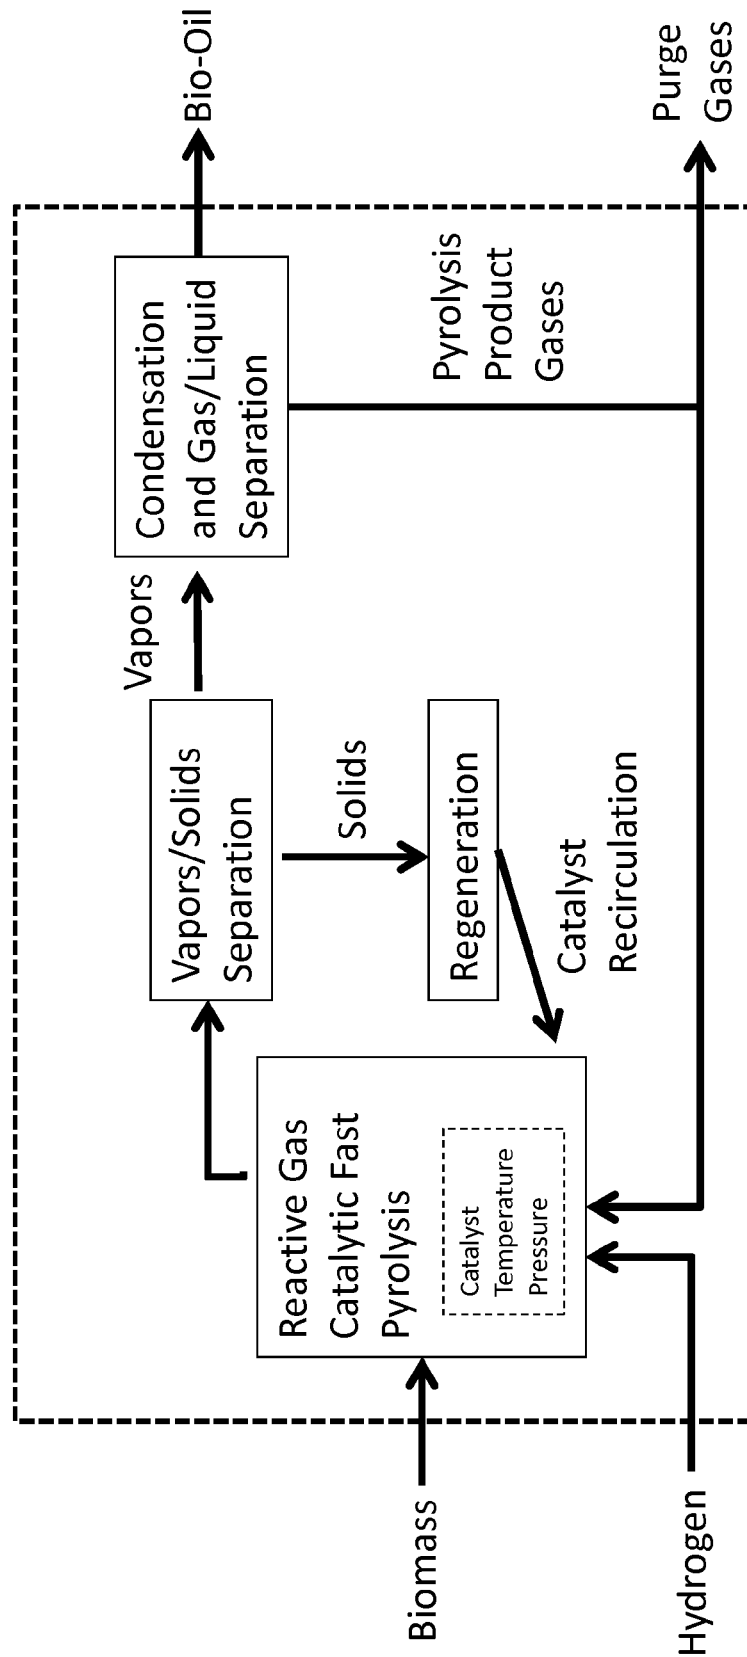 Biomass
Hydrogen
Reactive Gas
Catalytic Fast
Pyrolysis
Catalyst
Temperature
Pressure
Vapors/Solids
Separation
Solids
Regeneration
Catalyst
Recirculation
Vapors
Condensation
and Gas/Liquid
Separation
Pyrolysis
Product
Gases
Bio-Oil
Purge
Gases